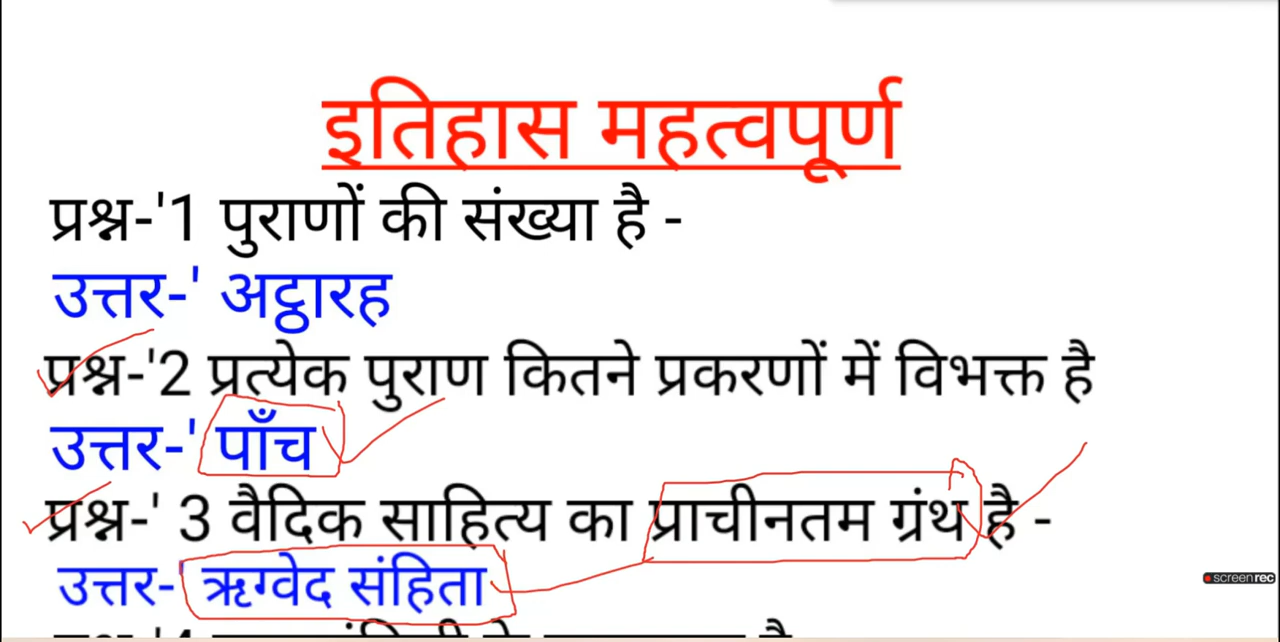 इतिहास महत्वपूर्ण
प्रश्न-'1 पुराणों की संख्या है -
उत्तर-' अट्ठारह
प्रश्न-'2 प्रत्येक पुराण कितने प्रकरणों में विभक्त है
उत्तर-' पाँच
प्रश्न-' 3 वैदिक साहित्य का प्राचीनतम ग्रंथ है -
उत्तर-' ऋग्वेद संहिता
screenrec